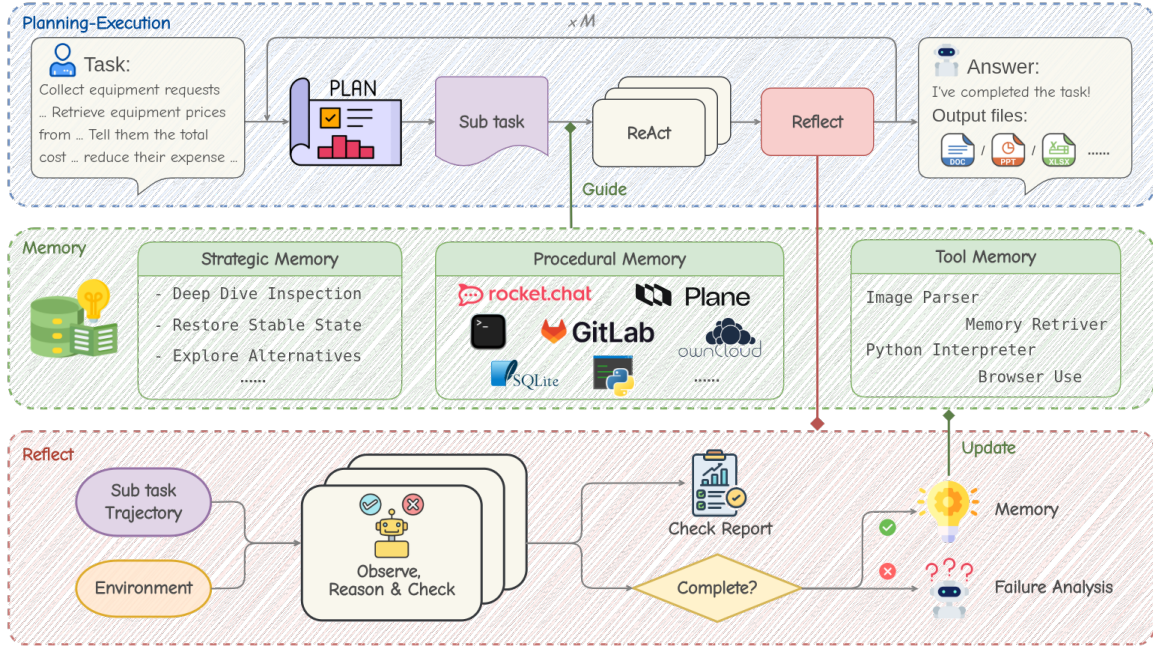 Planning-Execution
× M
Task:
Collect equipment requests
... Retrieve equipment prices
from ... Tell them the total
cost ... reduce their expense ...
PLAN
Sub task
ReAct
Reflect
Answer:
I've completed the task!
Output files:
DOC / PPT / XLSX ......
Guide
Memory
Strategic Memory
- Deep Dive Inspection
- Restore Stable State
- Explore Alternatives
......
Procedural Memory
rocket.chat
Plane
>_
GitLab
ownCloud
SQLite
......
Tool Memory
Image Parser
Memory Retriver
Python Interpreter
Browser Use
Reflect
Update
Sub task
Trajectory
Environment
Observe,
Reason & Check
Check Report
Complete?
Memory
???
Failure Analysis